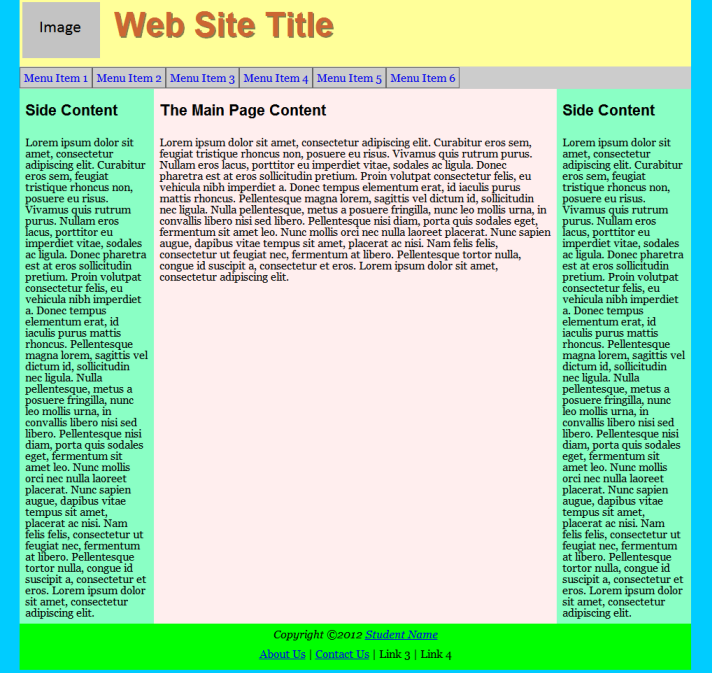 Image
Web Site Title
Menu Item 1 Menu Item 2 Menu Item 3 Menu Item 4 Menu Item 5 Menu Item 6
Side Content
Lorem ipsum dolor sit
amet, consectetur
adipiscing elit. Curabitur
eros sem, feugiat
tristique rhoncus non,
posuere eu risus.
Vivamus quis rutrum
purus. Nullam eros
lacus, porttitor eu
imperdiet vitae, sodales
ac ligula. Donec pharetra
est at eros sollicitudin
pretium. Proin volutpat
consectetur felis, eu
vehicula nibh imperdiet
a. Donec tempus
elementum erat, id
iaculis purus mattis
rhoncus. Pellentesque
magna lorem, sagittis vel
dictum id, sollicitudin
nec ligula. Nulla
pellentesque, metus a
posuere fringilla, nunc
leo mollis urna, in
convallis libero nisi sed
libero. Pellentesque nisi
diam, porta quis sodales
eget, fermentum sit
amet leo. Nunc mollis
orci nec nulla laoreet
placerat. Nunc sapien
augue, dapibus vitae
tempus sit amet,
placerat ac nisi. Nam
felis felis, consectetur ut
feugiat nec, fermentum
at libero. Pellentesque
tortor nulla, congue id
suscipit a, consectetur et
eros. Lorem ipsum dolor
sit amet, consectetur
adipiscing elit.
The Main Page Content
Lorem ipsum dolor sit amet, consectetur adipiscing elit. Curabitur eros sem,
feugiat tristique rhoncus non, posuere eu risus. Vivamus quis rutrum purus.
Nullam eros lacus, porttitor eu imperdiet vitae, sodales ac ligula. Donec
pharetra est at eros sollicitudin pretium. Proin volutpat consectetur felis, eu
vehicula nibh imperdiet a. Donec tempus elementum erat, id iaculis purus
mattis rhoncus. Pellentesque magna lorem, sagittis vel dictum id, sollicitudin
nec ligula. Nulla pellentesque, metus a posuere fringilla, nunc leo mollis urna, in
convallis libero nisi sed libero. Pellentesque nisi diam, porta quis sodales eget,
fermentum sit amet leo. Nunc mollis orci nec nulla laoreet placerat. Nunc sapien
augue, dapibus vitae tempus sit amet, placerat ac nisi. Nam felis felis,
consectetur ut feugiat nec, fermentum at libero. Pellentesque tortor nulla,
congue id suscipit a, consectetur et eros. Lorem ipsum dolor sit amet,
consectetur adipiscing elit.
Side Content
Lorem ipsum dolor sit
amet, consectetur
adipiscing elit. Curabitur
eros sem, feugiat
tristique rhoncus non,
posuere eu risus.
Vivamus quis rutrum
purus. Nullam eros
lacus, porttitor eu
imperdiet vitae, sodales
ac ligula. Donec pharetra
est at eros sollicitudin
pretium. Proin volutpat
consectetur felis, eu
vehicula nibh imperdiet
a. Donec tempus
elementum erat, id
iaculis purus mattis
rhoncus. Pellentesque
magna lorem, sagittis vel
dictum id, sollicitudin
nec ligula. Nulla
pellentesque, metus a
posuere fringilla, nunc
leo mollis urna, in
convallis libero nisi sed
libero. Pellentesque nisi
diam, porta quis sodales
eget, fermentum sit
amet leo. Nunc mollis
orci nec nulla laoreet
placerat. Nunc sapien
augue, dapibus vitae
tempus sit amet,
placerat ac nisi. Nam
felis felis, consectetur ut
feugiat nec, fermentum
at libero. Pellentesque
tortor nulla, congue id
suscipit a, consectetur et
eros. Lorem ipsum dolor
sit amet, consectetur
adipiscing elit.
Copyright ©2012 Student Name
About Us | Contact Us | Link 3 | Link 4